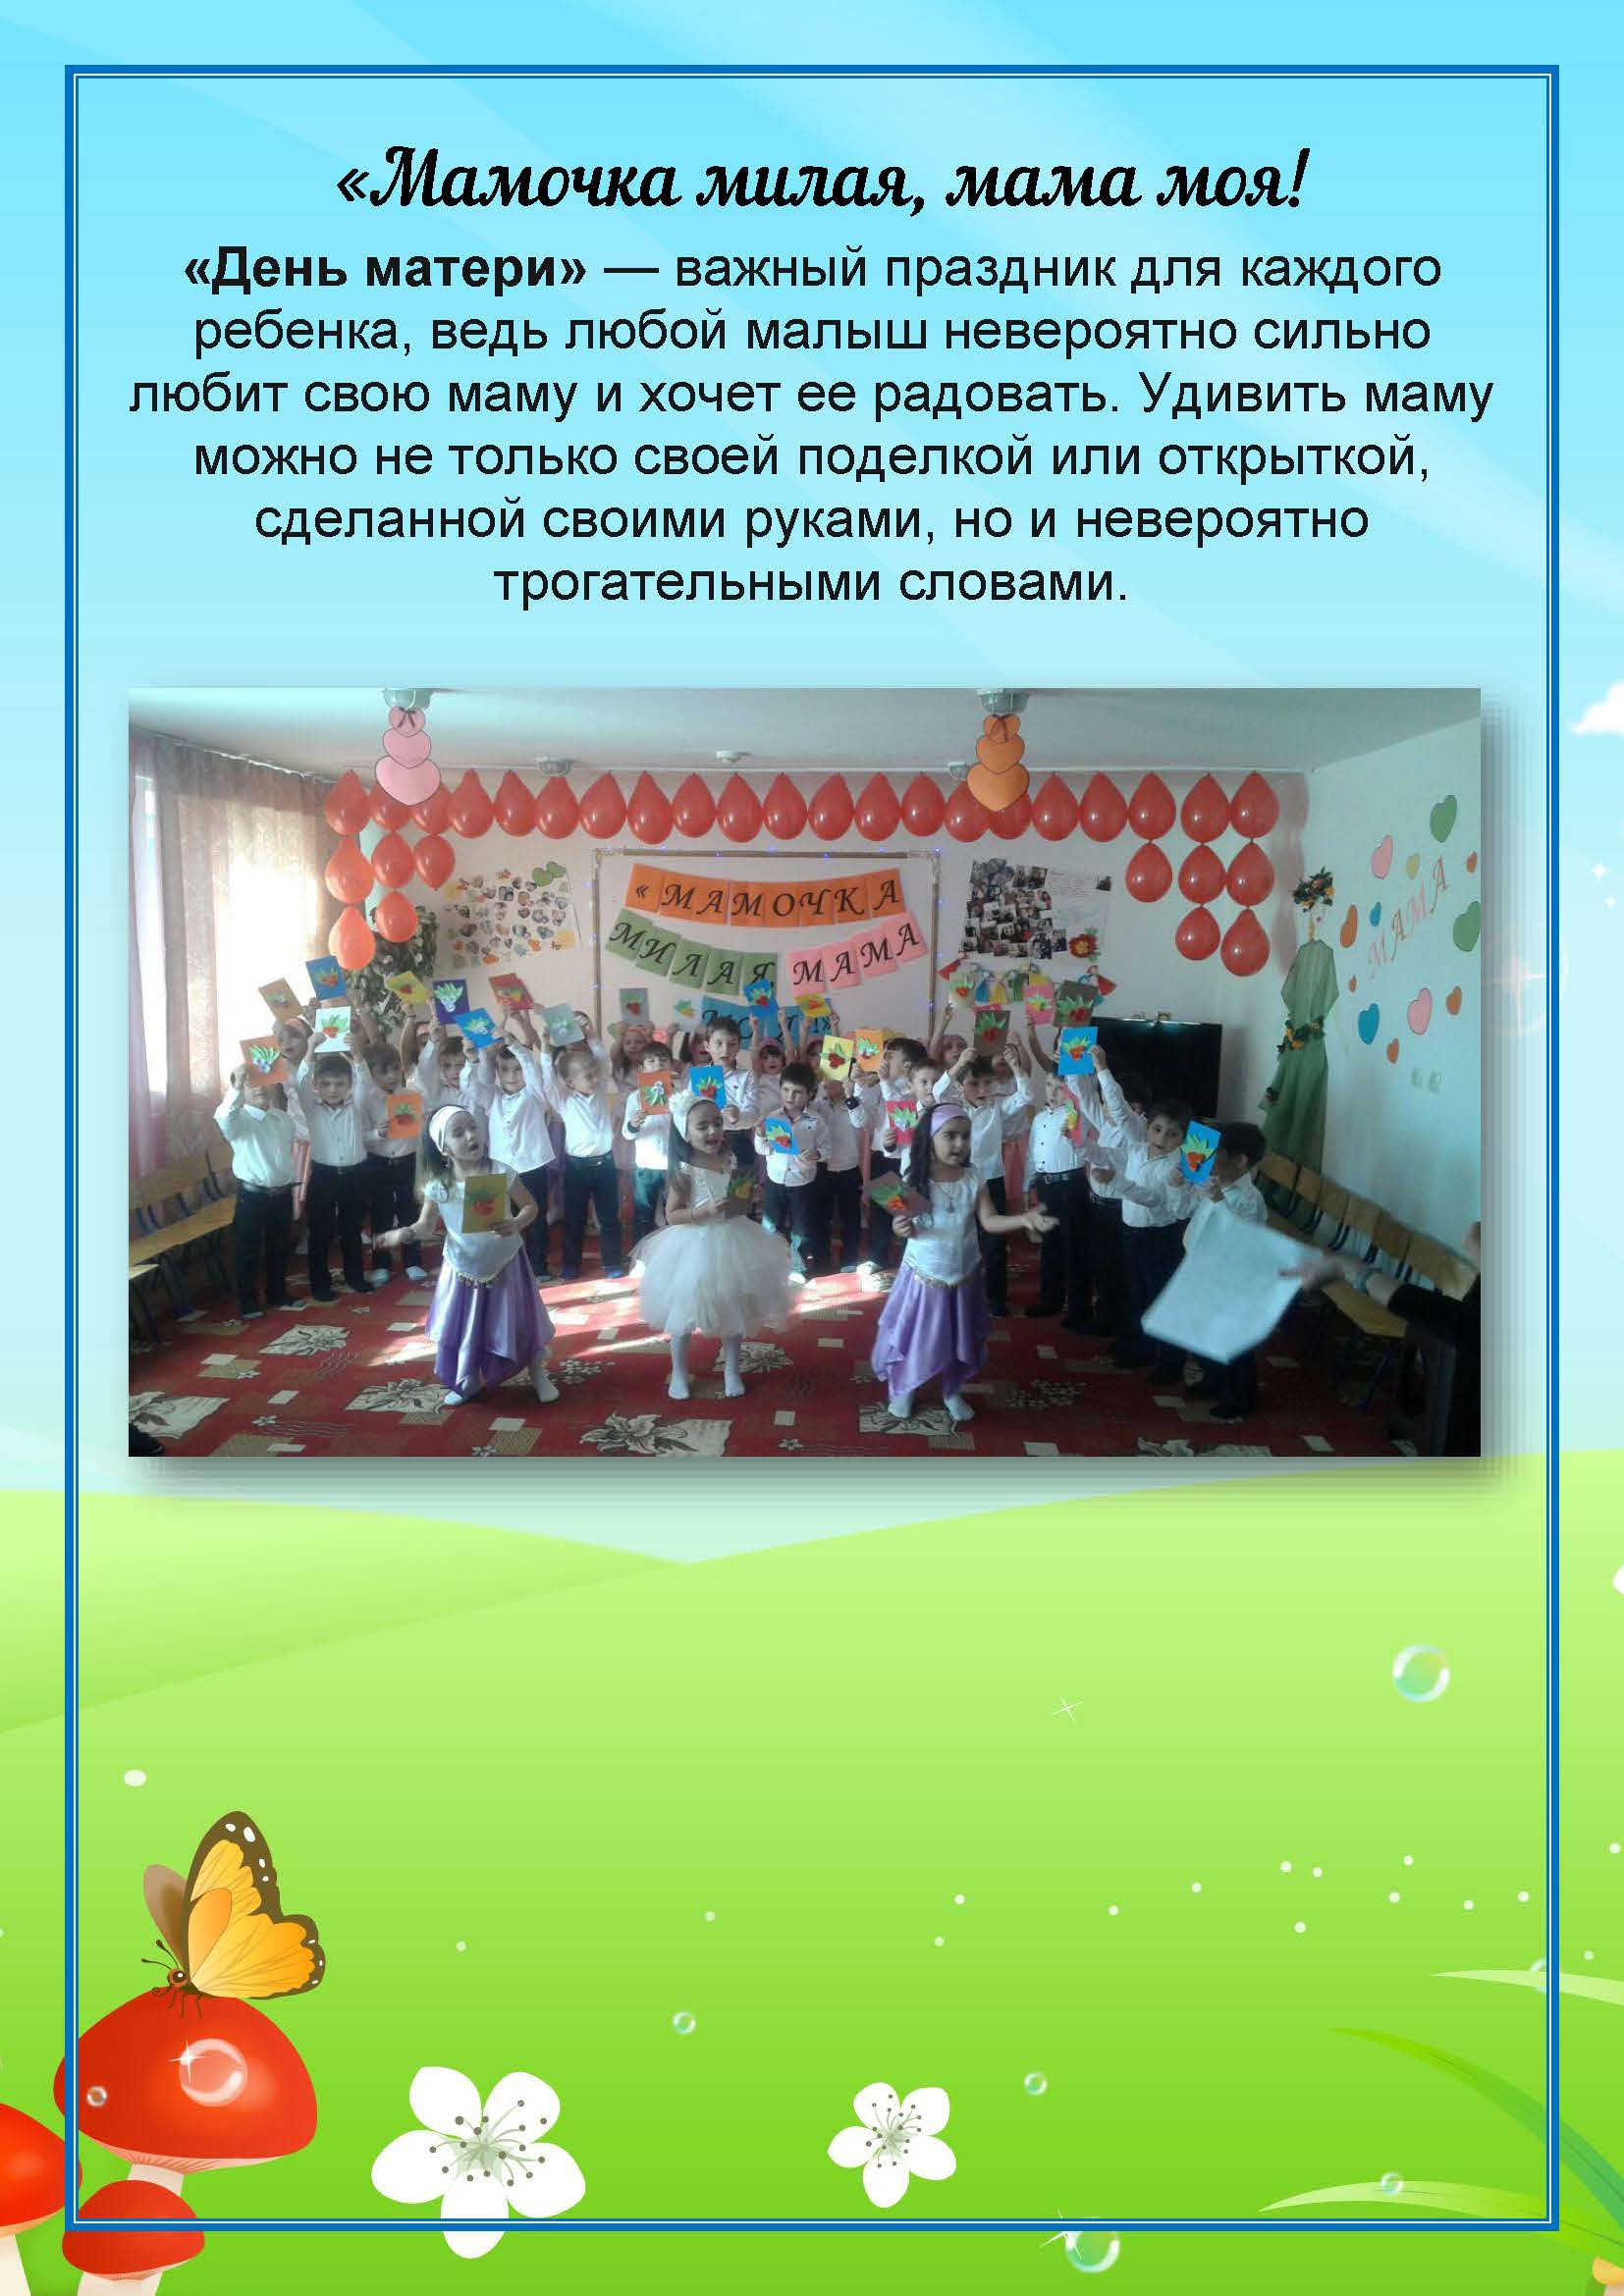 «Мамочка милая, мама моя!
«День матери» — важный праздник для каждого
ребенка, ведь любой малыш невероятно сильно
любит свою маму и хочет ее радовать. Удивить маму
можно не только своей поделкой или открыткой,
сделанной своими руками, но и невероятно
трогательными словами.
« МАМОЧКА
МИЛАЯ, МАМА
МАМА